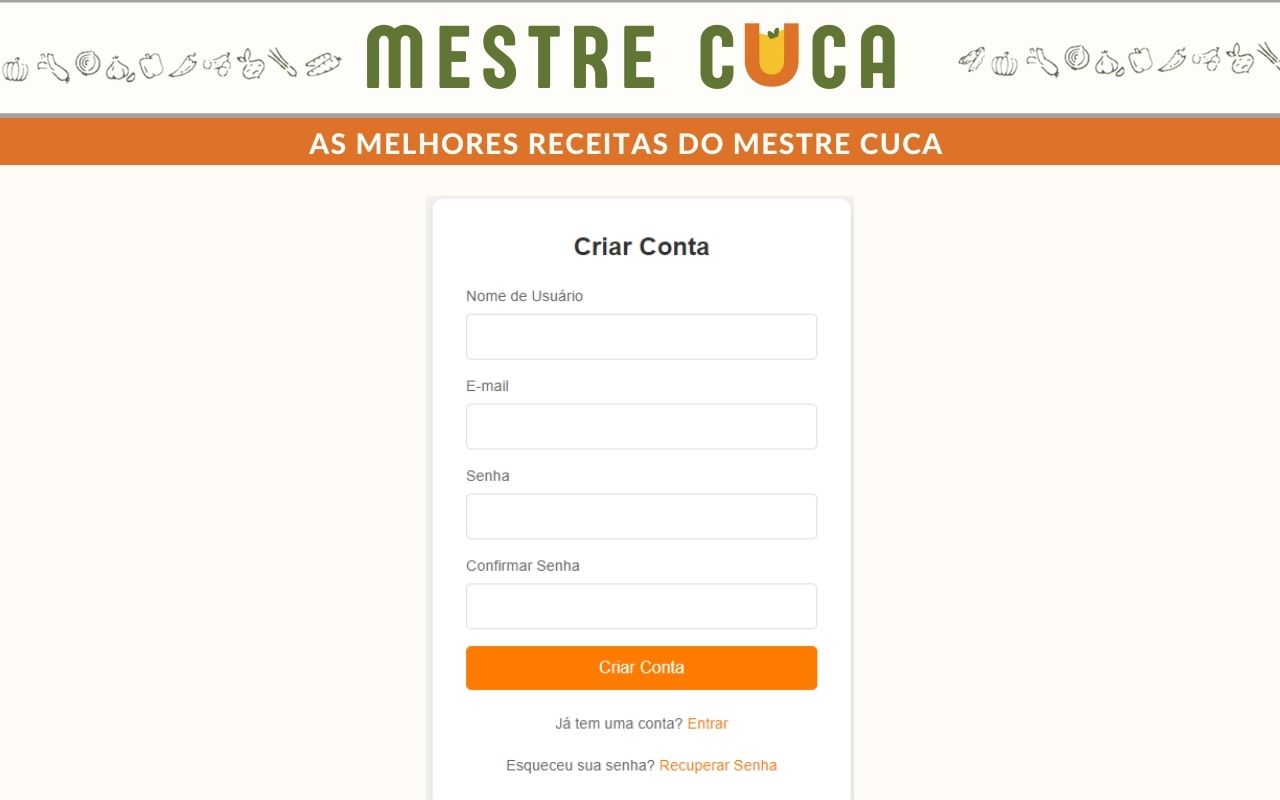 MESTRE CUCA
AS MELHORES RECEITAS DO MESTRE CUCA
Criar Conta
Nome de Usuário
E-mail
Senha
Confirmar Senha
Criar Conta
Já tem uma conta? Entrar
Esqueceu sua senha? Recuperar Senha